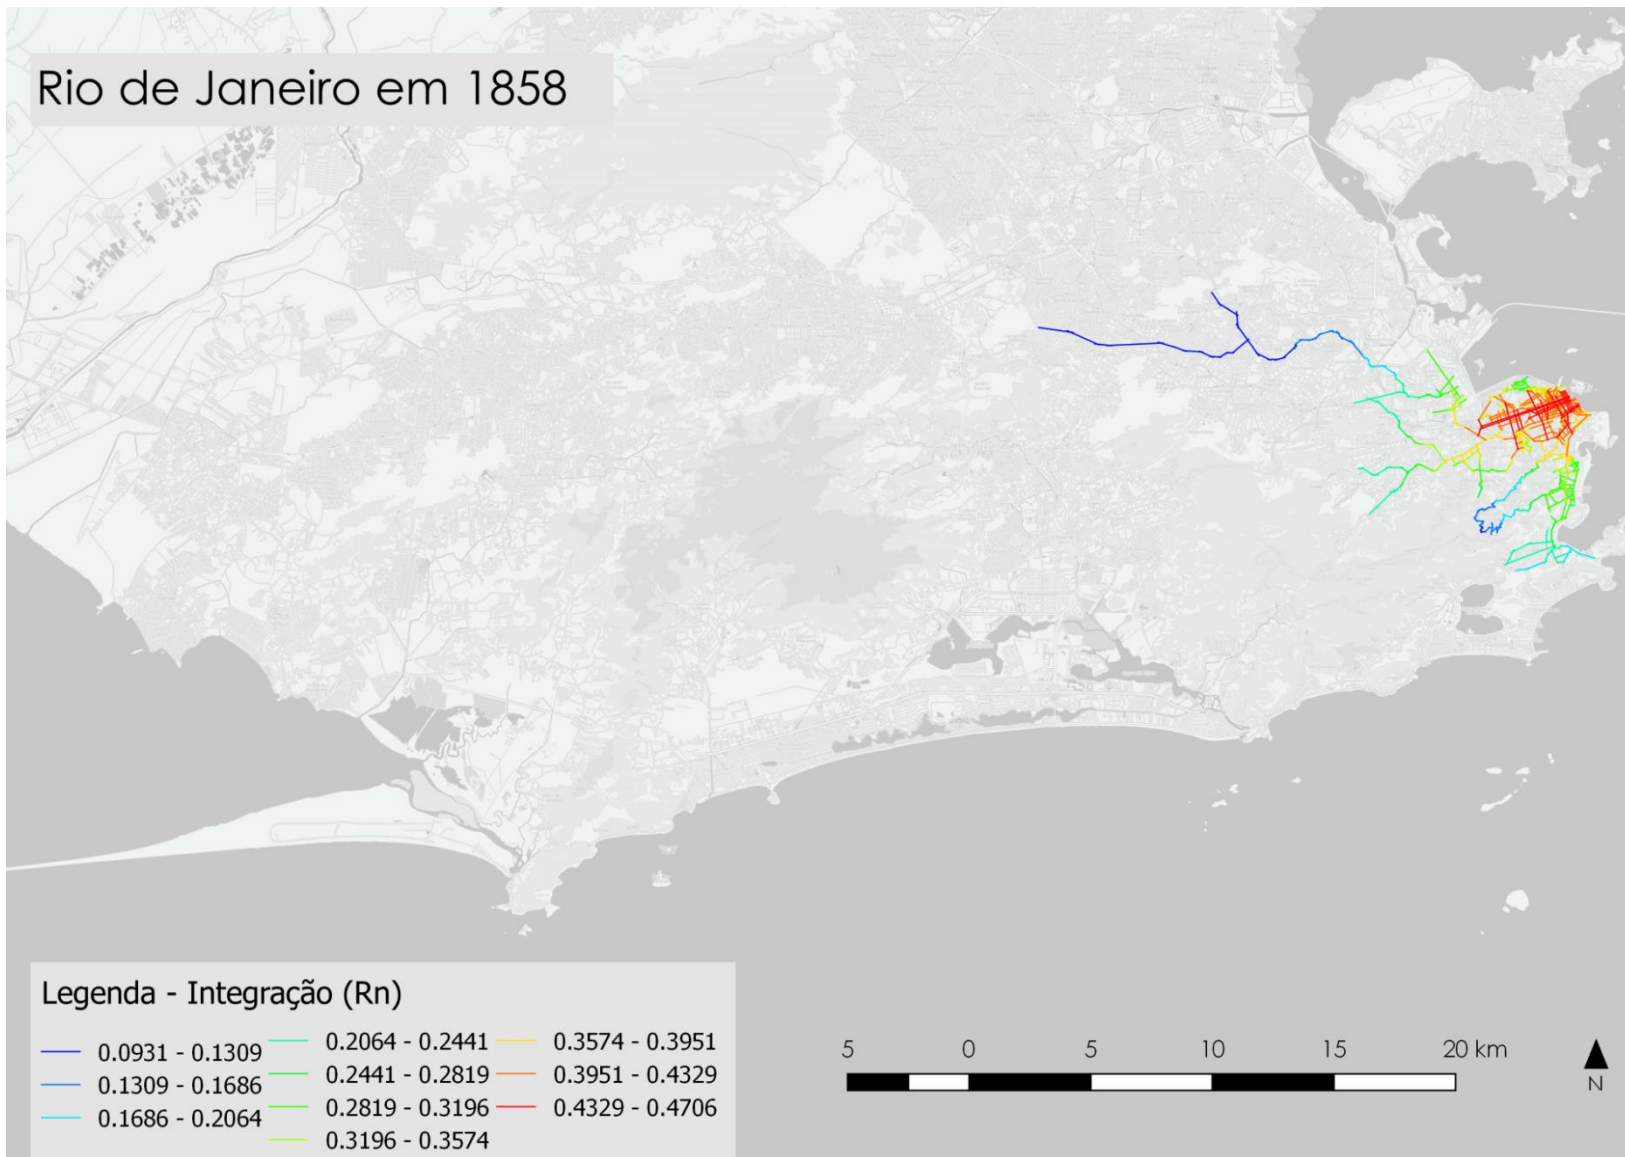 Rio de Janeiro em 1858
Legenda - Integração (Rn)
0.0931 - 0.1309
0.1309 - 0.1686
0.1686 - 0.2064
0.2064 - 0.2441
0.2441 - 0.2819
0.2819 - 0.3196
0.3196 - 0.3574
0.3574 - 0.3951
0.3951 - 0.4329
0.4329 - 0.4706
5 0 5 10 15 20 km
N